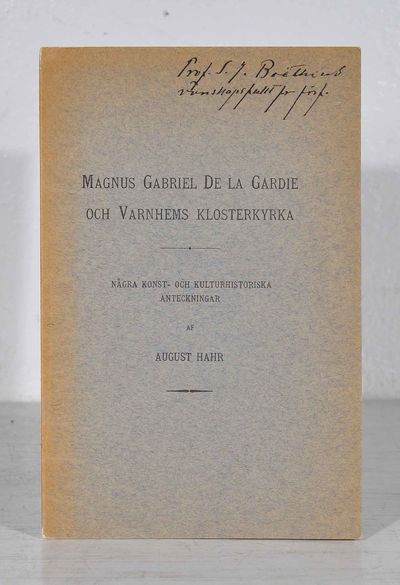 Prof. S. J. Boëthius
Vänskapsfullt fr förf.
MAGNUS GABRIEL DE LA GARDIE
OCH VARNHEMS KLOSTERKYRKA
NÅGRA KONST- OCH KULTURHISTORISKA
ANTECKNINGAR
AF
AUGUST HAHR